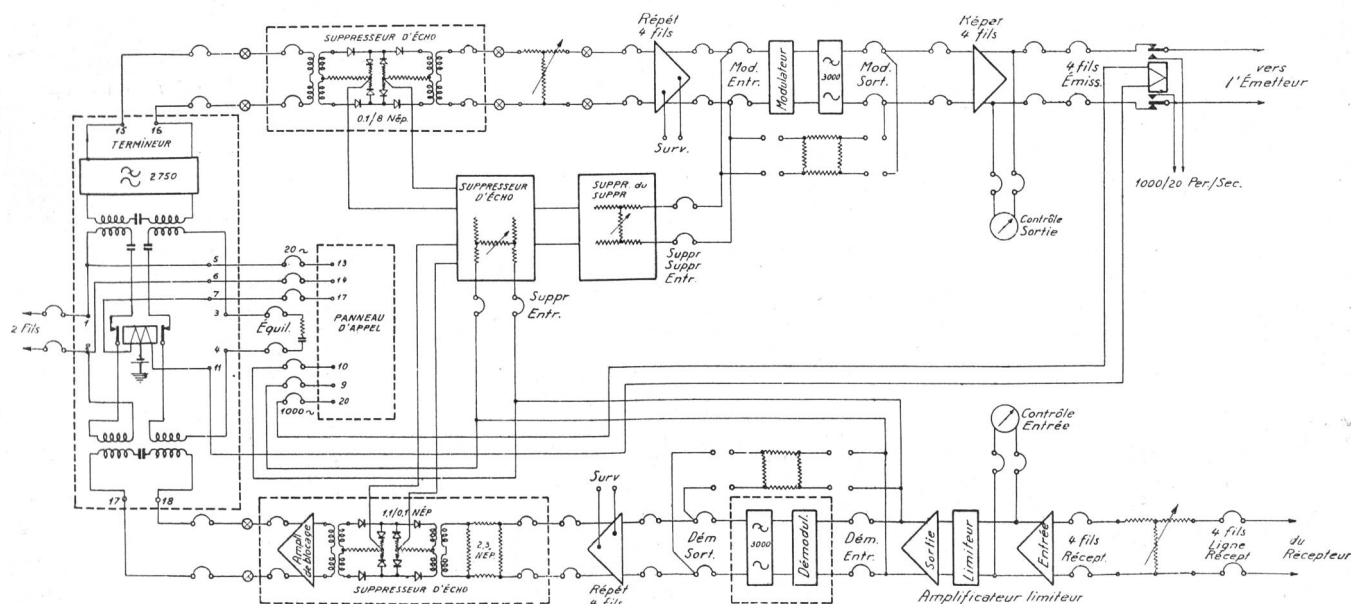 SUPPRESSEUR D'ÉCHO
0.1/8 Nép.
Répét
4 fils
Surv.
Mod.
Entr.
Modulateur
3000
Mod.
Sort.
Répét
4 fils
4 fils
Émiss.
vers
l'Émetteur
1000/20 Per./Sec.
Contrôle
Sortie
15
16
TERMINEUR
2750
SUPPRESSEUR
D'ÉCHO
SUPPR. du
SUPPR
Suppr
Suppr
Entr.
Suppr
Entr.
2 Fils
1
2
5
6
7
3
4
11
20~
Équil.
1000~
13
14
17
PANNEAU
D'APPEL
10
9
20
17
18
Contrôle
Entrée
Ampli
de blocage
1,1/0,1 NÉP
2,3
NEP
SUPPRESSEUR D'ÉCHO
Surv
Répét
4 fils
Dém
Sort.
3000
Démodul.
Dém.
Entr.
Sortie
Limiteur
Entrée
Amplificateur limiteur
4 fils
Récept.
4 fils
Ligne
Récept
du
Récepteur